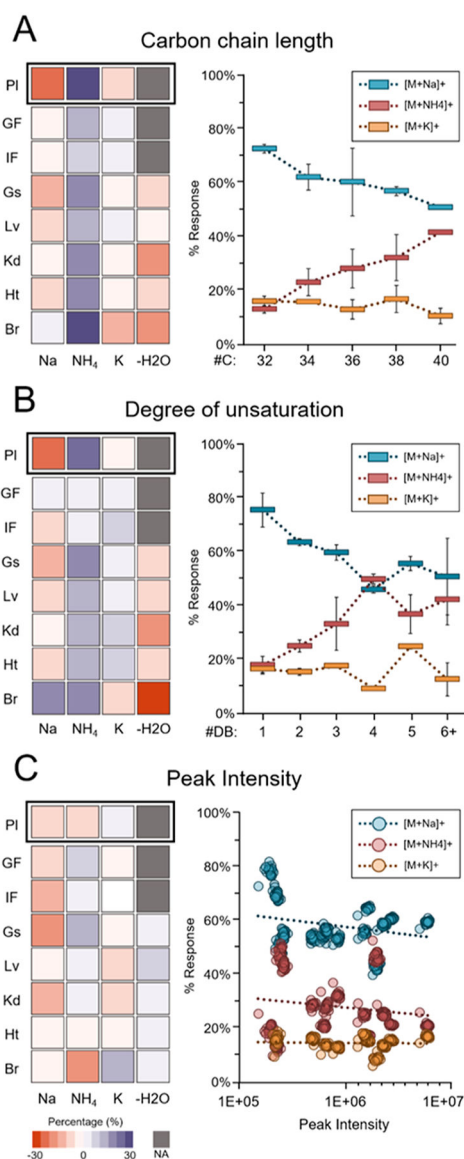 A
Carbon chain length
Pl
GF
IF
Gs
Lv
Kd
Ht
Br
Na NH₄ K -H2O
100%
80%
60%
40%
20%
0%
% Response
[M+Na]+
[M+NH4]+
[M+K]+
#C: 32 34 36 38 40
B
Degree of unsaturation
Pl
GF
IF
Gs
Lv
Kd
Ht
Br
Na NH₄ K -H2O
100%
80%
60%
40%
20%
0%
% Response
[M+Na]+
[M+NH4]+
[M+K]+
#DB: 1 2 3 4 5 6+
C
Peak Intensity
Pl
GF
IF
Gs
Lv
Kd
Ht
Br
Na NH₄ K -H2O
Percentage (%)
-30 0 30 NA
100%
80%
60%
40%
20%
0%
% Response
[M+Na]+
[M+NH4]+
[M+K]+
1E+05 1E+06 1E+07
Peak Intensity